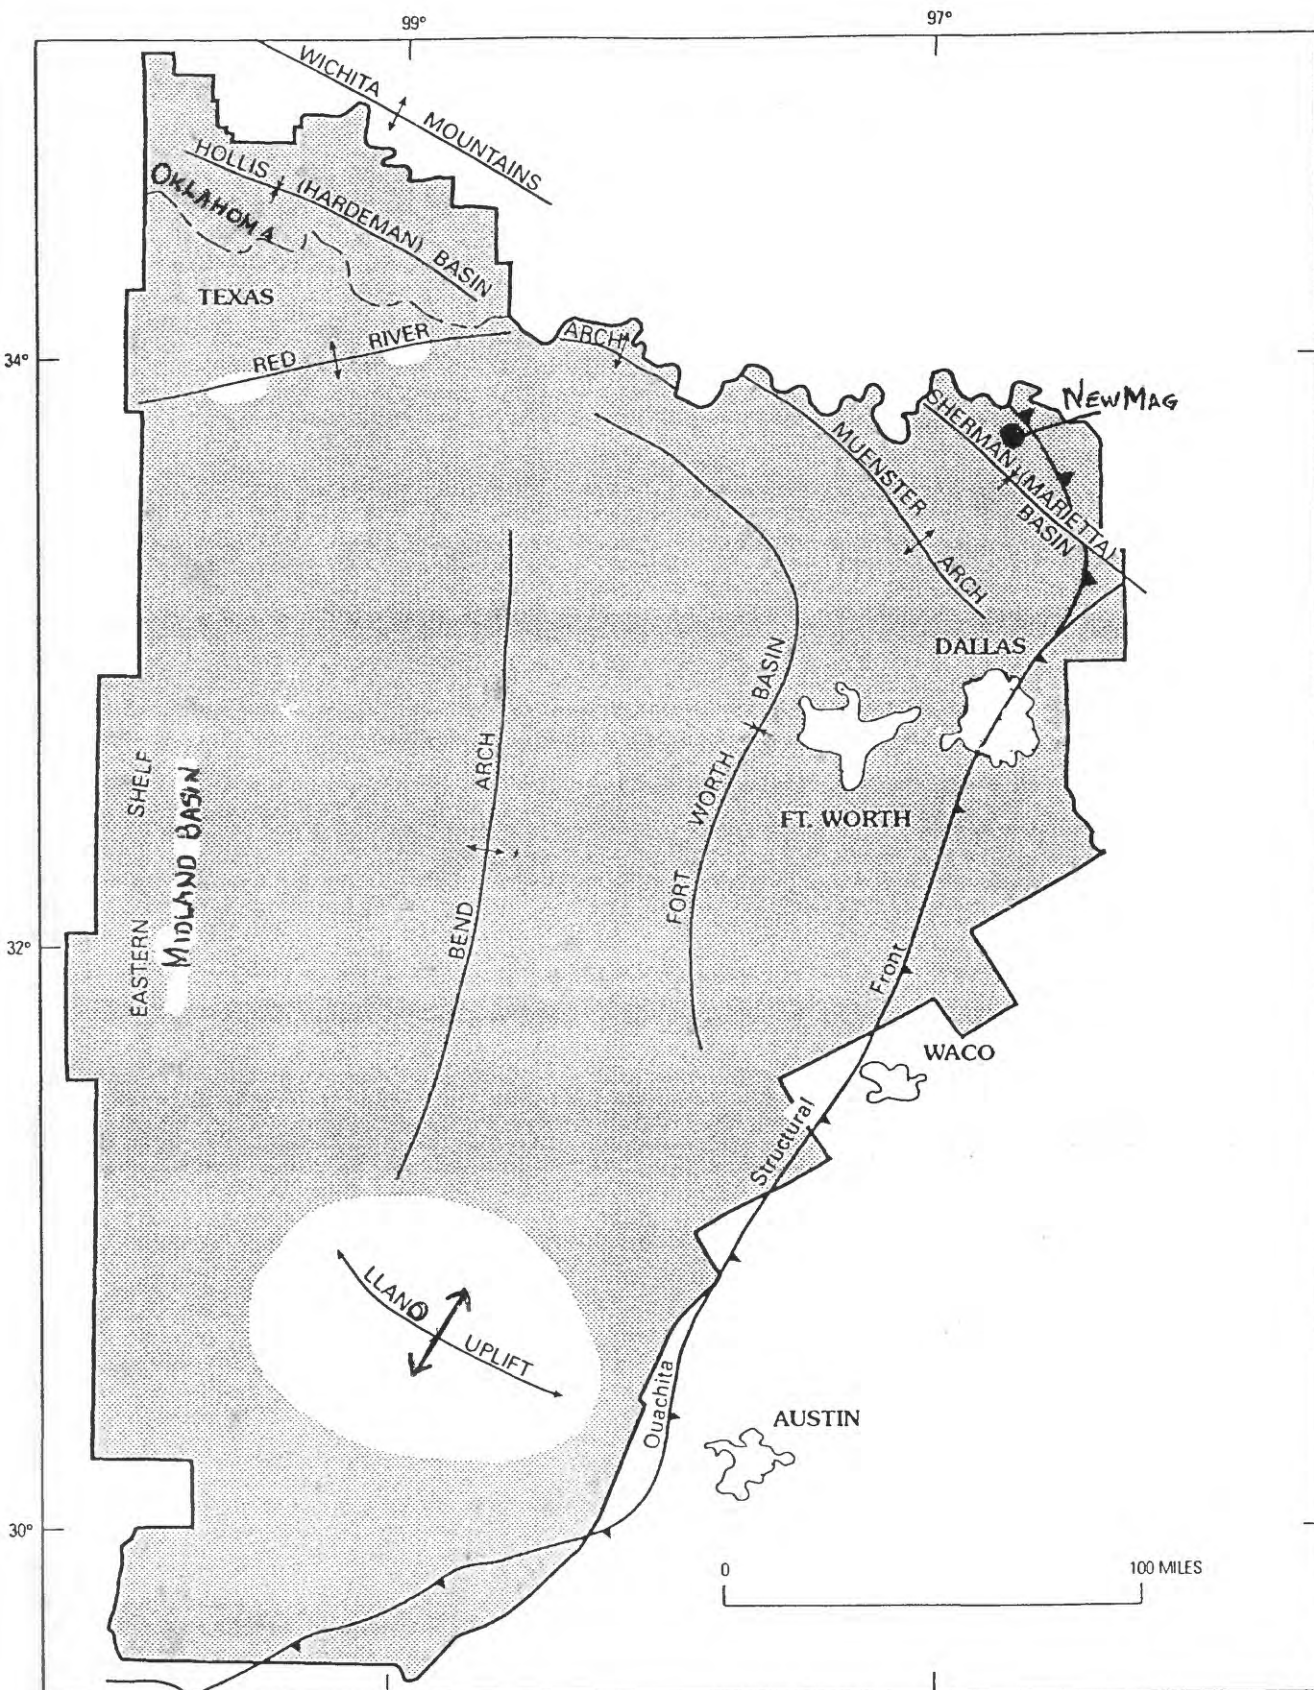 99°
97°
WICHITA MOUNTAINS
HOLLIS (HARDEMAN) BASIN
OKLAHOMA
TEXAS
RED RIVER ARCH
34°
NEWMAG
SHERMAN (MARIETTA) BASIN
MUENSTER ARCH
DALLAS
FORT WORTH BASIN
FT. WORTH
BEND ARCH
EASTERN SHELF
MIDLAND BASIN
32°
WACO
Ouachita Structural Front
LLANO UPLIFT
AUSTIN
30°
0
100 MILES